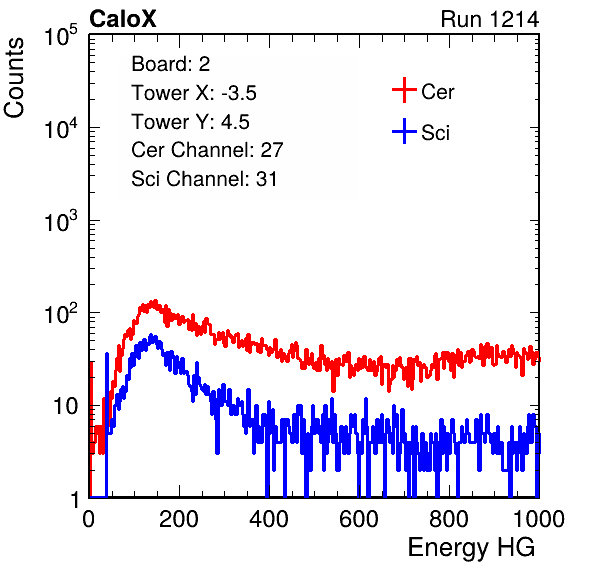 CaloX
Run 1214
Counts
Board: 2
Tower X: -3.5
Tower Y: 4.5
Cer Channel: 27
Sci Channel: 31
Cer
Sci
10^5
10^4
10^3
10^2
10
1
0 200 400 600 800 1000
Energy HG